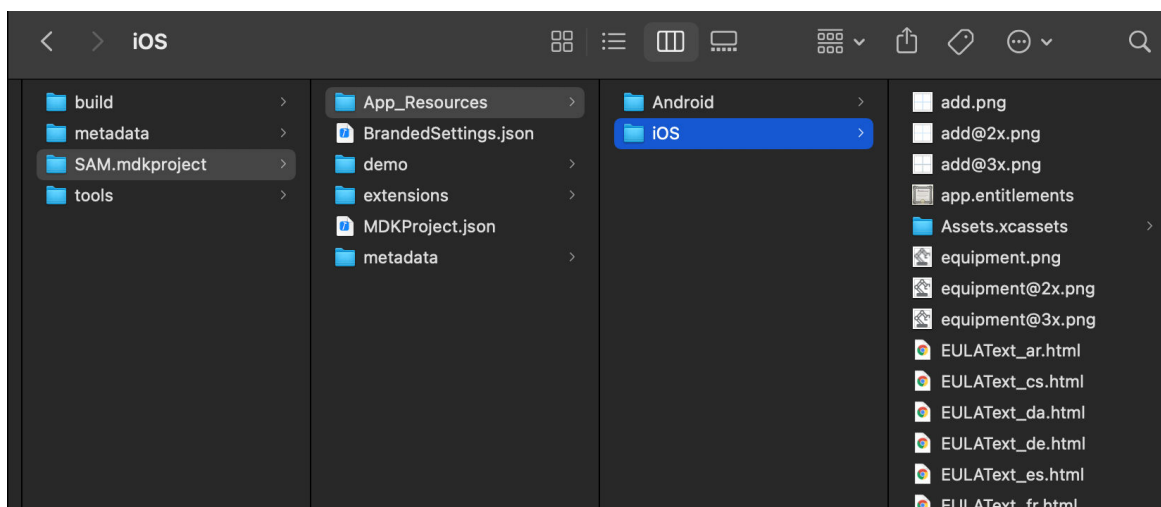 iOS
build
metadata
SAM.mdkproject
tools
App_Resources
BrandedSettings.json
demo
extensions
MDKProject.json
metadata
Android
iOS
add.png
add@2x.png
add@3x.png
app.entitlements
Assets.xcassets
equipment.png
equipment@2x.png
equipment@3x.png
EULAText_ar.html
EULAText_cs.html
EULAText_da.html
EULAText_de.html
EULAText_es.html
EULAText_fr.html